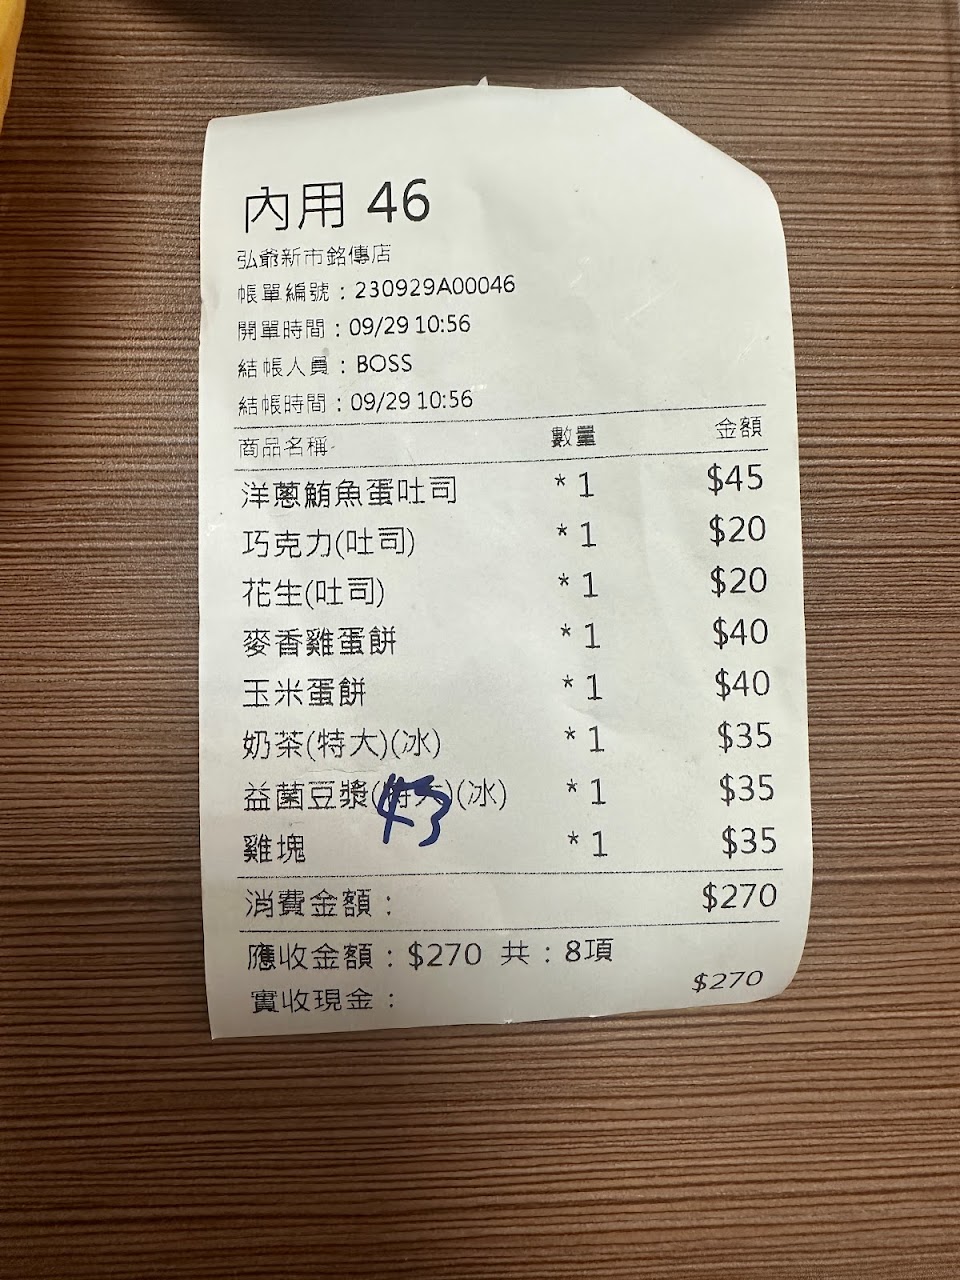 內用 46
弘爺新市銘傳店
帳單編號：230929A00046
開單時間：09/29 10:56
結帳人員：BOSS
結帳時間：09/29 10:56
商品名稱 數量 金額
洋蔥鮪魚蛋吐司 * 1 $45
巧克力(吐司) * 1 $20
花生(吐司) * 1 $20
麥香雞蛋餅 * 1 $40
玉米蛋餅 * 1 $40
奶茶(特大)(冰) * 1 $35
益菌豆漿(特大)(冰) * 1 $35
雞塊 * 1 $35
消費金額： $270
應收金額：$270 共：8項
實收現金： $270